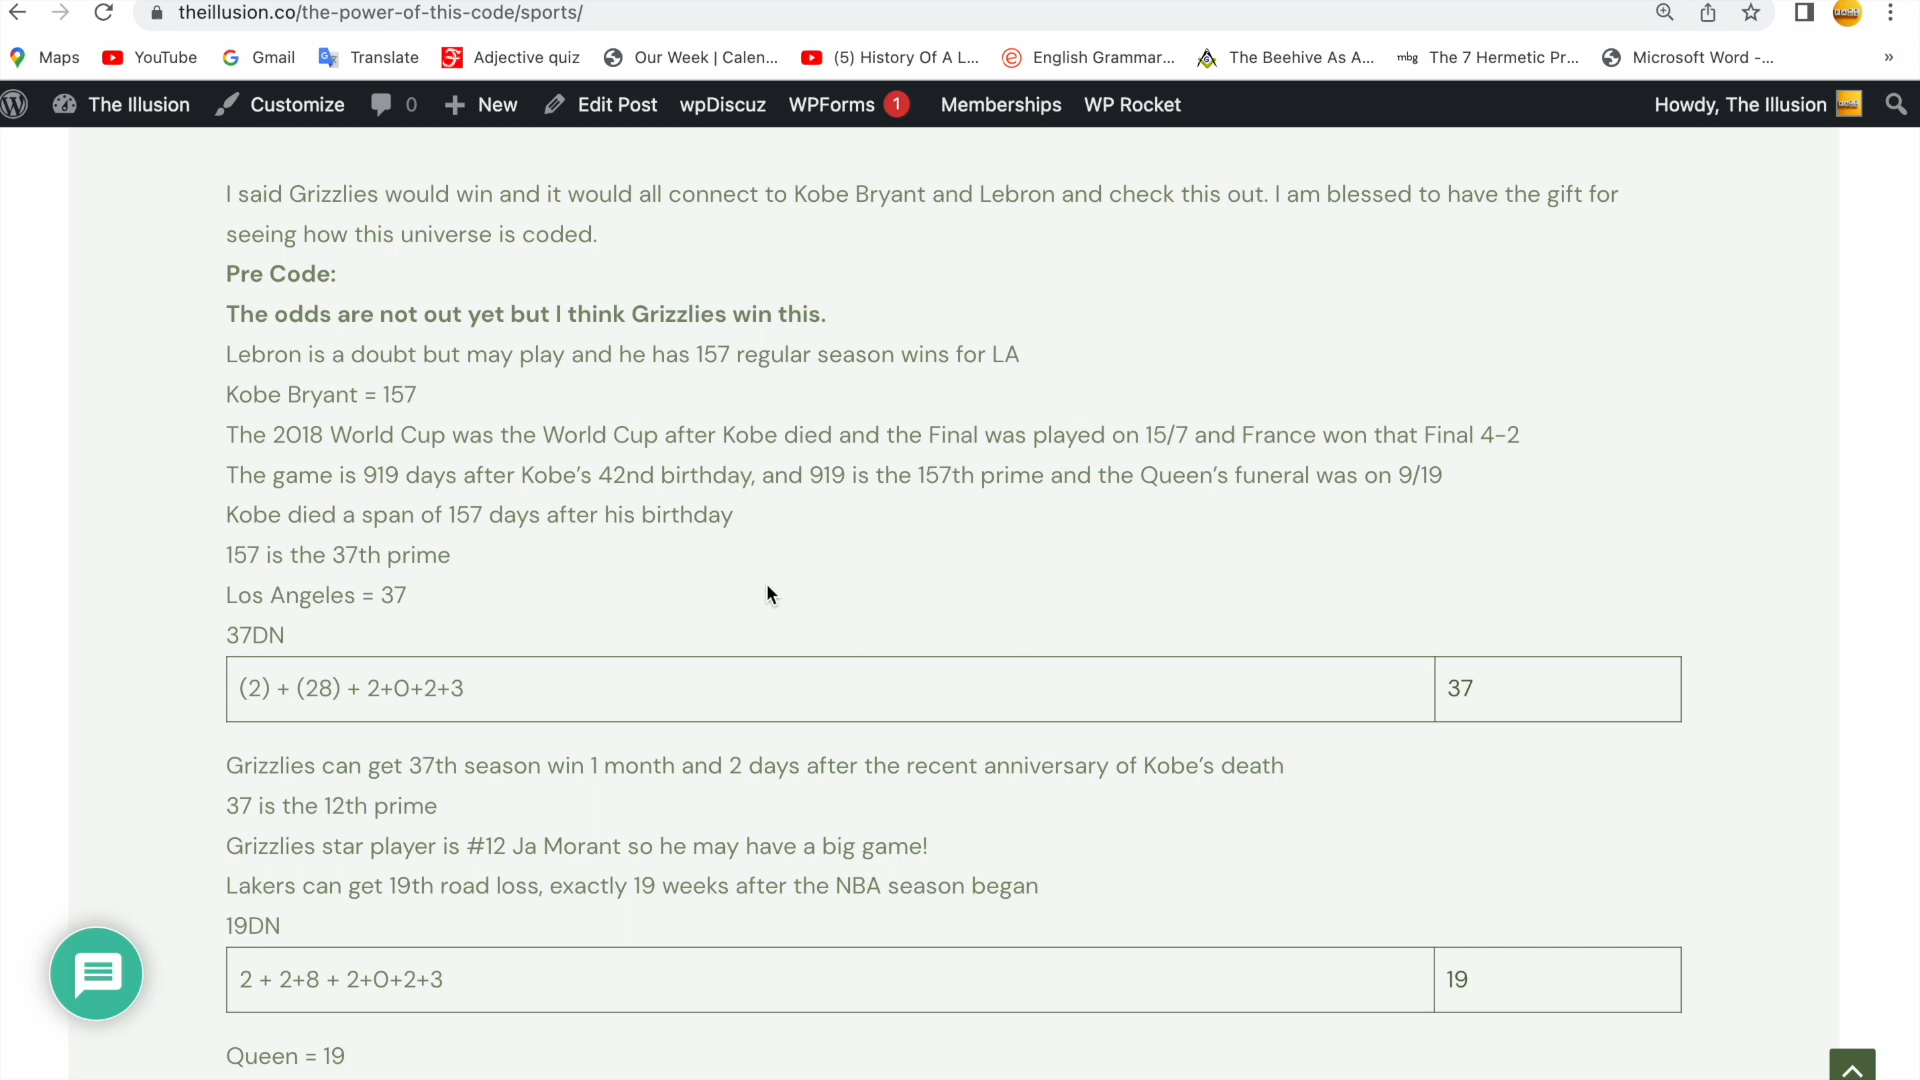 theillusion.co/the-power-of-this-code/sports/
Maps YouTube Gmail Translate Adjective quiz Our Week | Calen... (5) History Of A L... English Grammar... The Beehive As A... mbg The 7 Hermetic Pr... Microsoft Word -... »
The Illusion Customize 0 New Edit Post wpDiscuz WPForms 1 Memberships WP Rocket Howdy, The Illusion
I said Grizzlies would win and it would all connect to Kobe Bryant and Lebron and check this out. I am blessed to have the gift for
seeing how this universe is coded.
Pre Code:
The odds are not out yet but I think Grizzlies win this.
Lebron is a doubt but may play and he has 157 regular season wins for LA
Kobe Bryant = 157
The 2018 World Cup was the World Cup after Kobe died and the Final was played on 15/7 and France won that Final 4-2
The game is 919 days after Kobe’s 42nd birthday, and 919 is the 157th prime and the Queen’s funeral was on 9/19
Kobe died a span of 157 days after his birthday
157 is the 37th prime
Los Angeles = 37
37DN
(2) + (28) + 2+0+2+3 37
Grizzlies can get 37th season win 1 month and 2 days after the recent anniversary of Kobe’s death
37 is the 12th prime
Grizzlies star player is #12 Ja Morant so he may have a big game!
Lakers can get 19th road loss, exactly 19 weeks after the NBA season began
19DN
2 + 2+8 + 2+0+2+3 19
Queen = 19